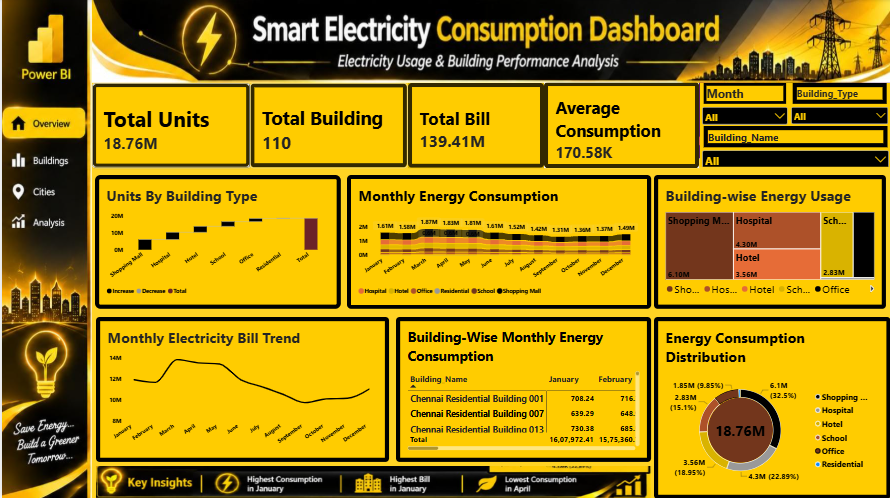 Smart Electricity Consumption Dashboard
Electricity Usage & Building Performance Analysis
Power BI
Overview
Buildings
Cities
Analysis
Save Energy...
Build a Greener
Tomorrow...
Total Units
18.76M
Total Building
110
Total Bill
139.41M
Average
Consumption
170.58K
Month
All
Building_Type
All
Building_Name
All
Units By Building Type
20M
10M
0M
Shopping Mall
Hospital
Hotel
School
Office
Residential
Total
Increase Decrease Total
Monthly Energy Consumption
2M
1M
0M
1.61M 1.58M 1.87M 1.83M 1.81M 1.61M 1.52M 1.42M 1.31M 1.36M 1.37M 1.49M
January February March April May June July August September October November December
Hospital Hotel Office Residential School Shopping Mall
Building-wise Energy Usage
Shopping M...
6.10M
Hospital
4.30M
Hotel
3.56M
Sch...
2.83M
Sho... Hos... Hotel Sch... Office
Monthly Electricity Bill Trend
14M
12M
10M
8M
January February March April May June July August September October November December
Building-Wise Monthly Energy
Consumption
Building_Name January February
Chennai Residential Building 001 708.24 716.
Chennai Residential Building 007 639.29 648.
Chennai Residential Building 013 730.38 685.
Total 16,07,972.41 15,75,360.
Energy Consumption
Distribution
1.85M (9.85%)
2.83M
(15.1%)
3.56M
(18.95%)
6.1M
(32.5%)
4.3M (22.89%)
18.76M
Shopping ...
Hospital
Hotel
School
Office
Residential
Key Insights
Highest Consumption
in January
Highest Bill
in January
Lowest Consumption
in April